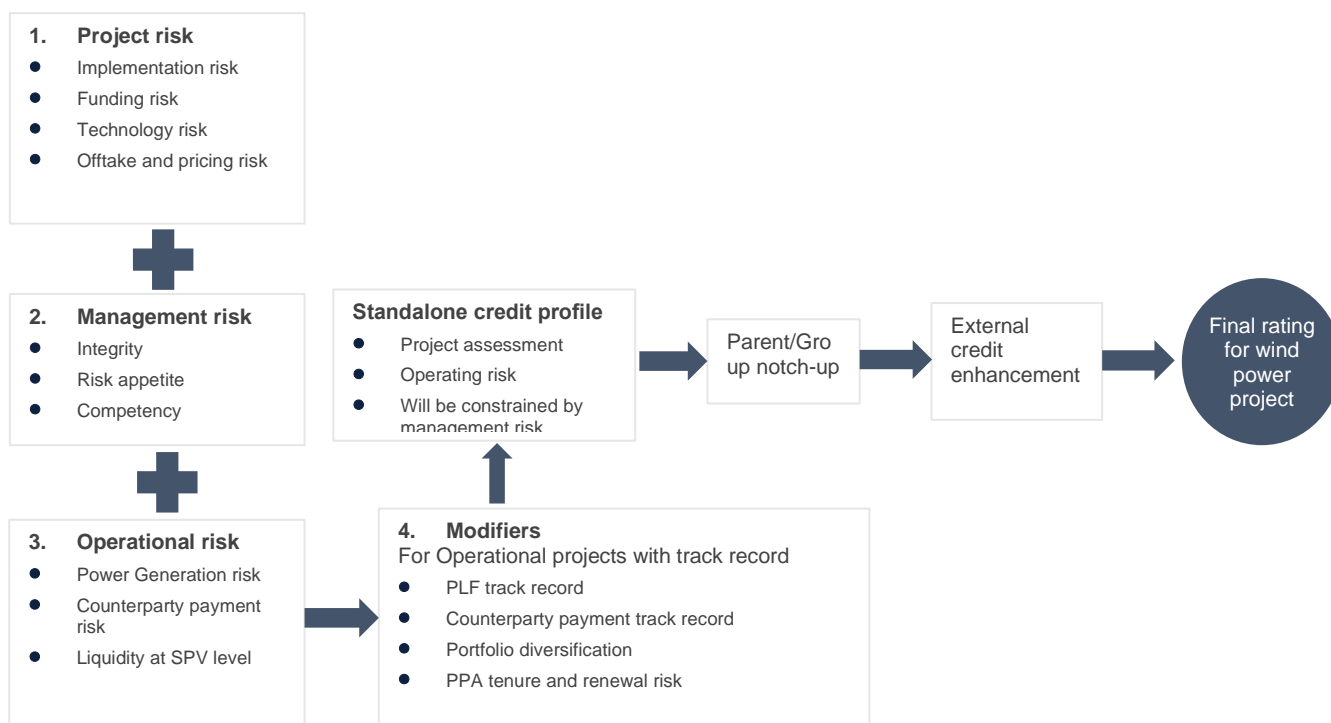 1. Project risk
● Implementation risk
● Funding risk
● Technology risk
● Offtake and pricing risk
2. Management risk
● Integrity
● Risk appetite
● Competency
3. Operational risk
● Power Generation risk
● Counterparty payment
risk
● Liquidity at SPV level
4. Modifiers
For Operational projects with track record
● PLF track record
● Counterparty payment track record
● Portfolio diversification
● PPA tenure and renewal risk
Standalone credit profile
● Project assessment
● Operating risk
● Will be constrained by
management risk
Parent/Gro
up notch-up
External
credit
enhancement
Final rating
for wind
power
project